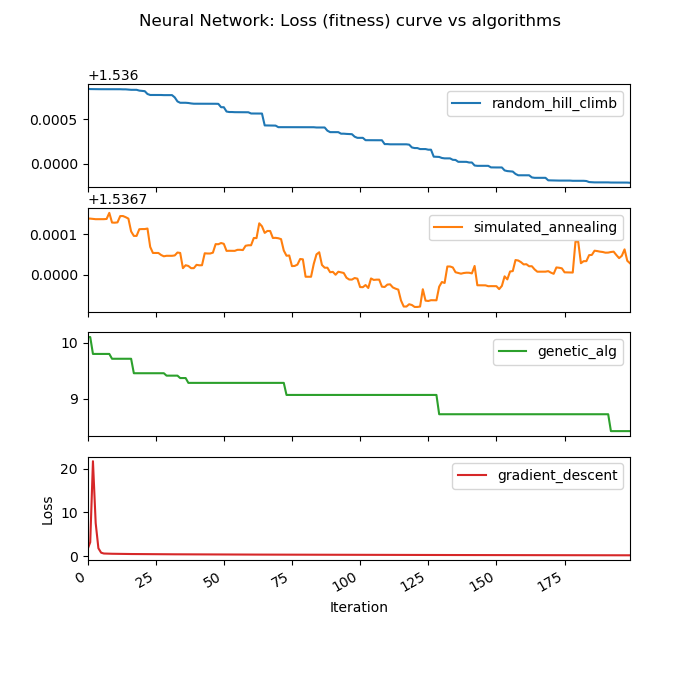 Neural Network: Loss (fitness) curve vs algorithms
+1.536
random_hill_climb
0.0005
0.0000
+1.5367
simulated_annealing
0.0001
0.0000
genetic_alg
10
9
gradient_descent
20
10
0
Loss
0 25 50 75 100 125 150 175
Iteration